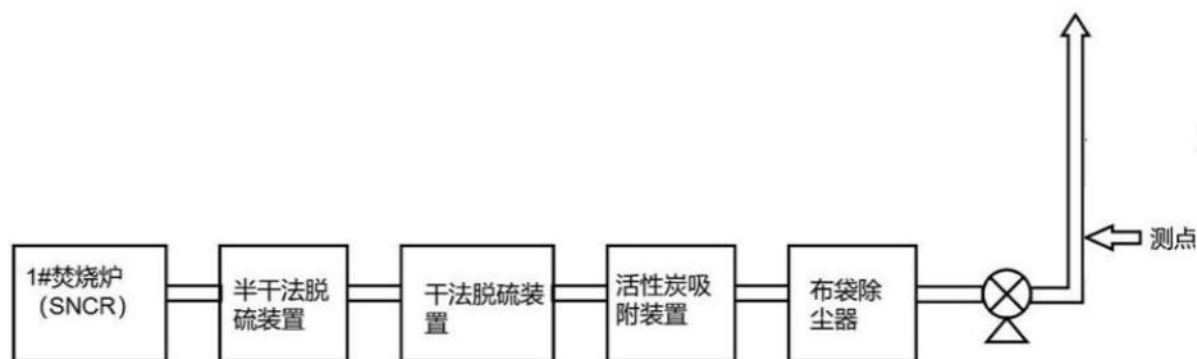 1#焚烧炉
（SNCR）
半干法脱
硫装置
干法脱硫装
置
活性炭吸
附装置
布袋除
尘器
测点